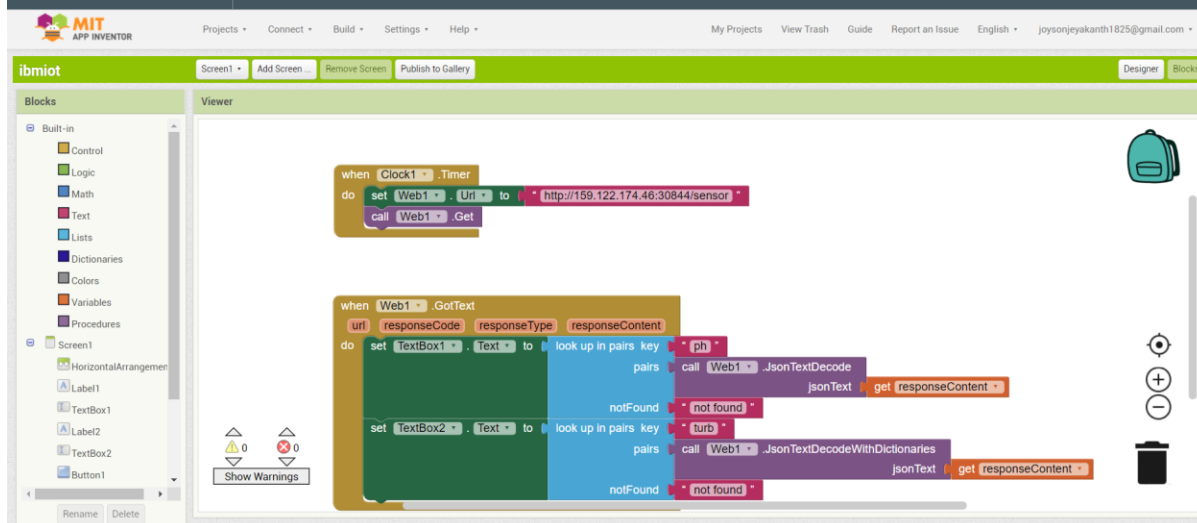 MIT
APP INVENTOR
Projects Connect Build Settings Help My Projects View Trash Guide Report an Issue English joysonjeyakanth1825@gmail.com
ibmiot Screen1 Add Screen ... Remove Screen Publish to Gallery Designer Blocks
Blocks Viewer
Built-in
Control
Logic
Math
Text
Lists
Dictionaries
Colors
Variables
Procedures
Screen1
HorizontalArrangemen
Label1
TextBox1
Label2
TextBox2
Button1
Rename Delete
when Clock1 .Timer
do set Web1 . Url to " http://159.122.174.46:30844/sensor "
call Web1 .Get
when Web1 .GotText
url responseCode responseType responseContent
do set TextBox1 . Text to look up in pairs key " ph "
pairs call Web1 .JsonTextDecode
jsonText get responseContent
notFound " not found "
set TextBox2 . Text to look up in pairs key " turb "
pairs call Web1 .JsonTextDecodeWithDictionaries
jsonText get responseContent
notFound " not found "
0 0
Show Warnings